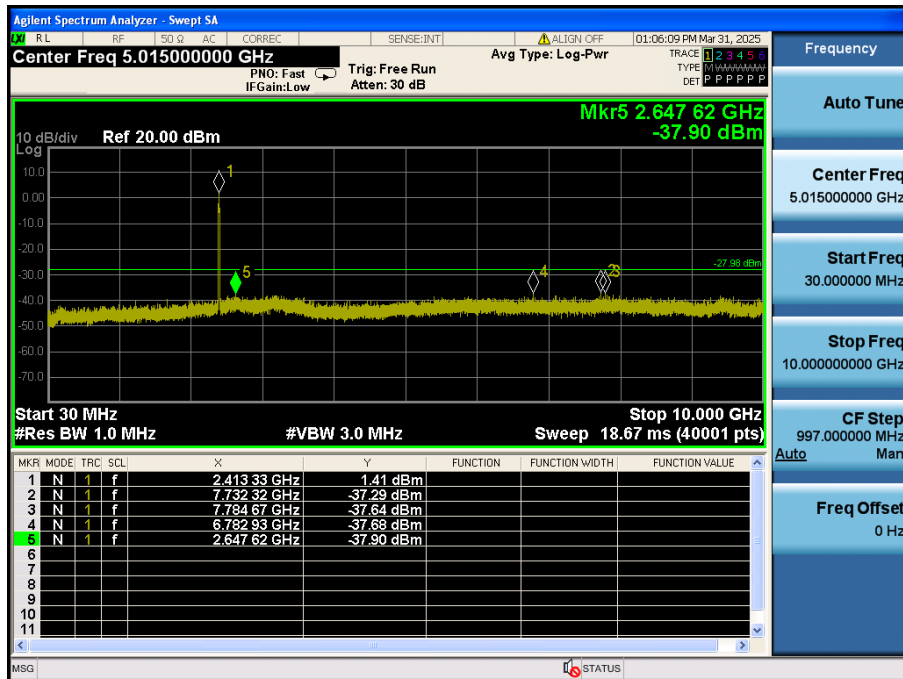 Agilent Spectrum Analyzer - Swept SA
LXI RL RF 50 Ω AC CORREC SENSE:INT ALIGN OFF 01:06:09 PM Mar 31, 2025
Center Freq 5.015000000 GHz
PNO: Fast
IFGain:Low
Trig: Free Run
Atten: 30 dB
Avg Type: Log-Pwr
TRACE 1 2 3 4 5 6
TYPE M W W W W W
DET P P P P P P
Mkr5 2.647 62 GHz
-37.90 dBm
10 dB/div Ref 20.00 dBm
Log
10.0
0.00
-10.0
-20.0
-30.0
-40.0
-50.0
-60.0
-70.0
1
5
4
2
3
-27.98 dBm
Start 30 MHz Stop 10.000 GHz
#Res BW 1.0 MHz #VBW 3.0 MHz Sweep 18.67 ms (40001 pts)
MKR MODE TRC SCL X Y FUNCTION FUNCTION WIDTH FUNCTION VALUE
1 N 1 f 2.413 33 GHz 1.41 dBm
2 N 1 f 7.732 32 GHz -37.29 dBm
3 N 1 f 7.784 67 GHz -37.64 dBm
4 N 1 f 6.782 93 GHz -37.68 dBm
5 N 1 f 2.647 62 GHz -37.90 dBm
6
7
8
9
10
11
MSG STATUS
Frequency
Auto Tune
Center Freq
5.015000000 GHz
Start Freq
30.000000 MHz
Stop Freq
10.000000000 GHz
CF Step
997.000000 MHz
Auto Man
Freq Offset
0 Hz